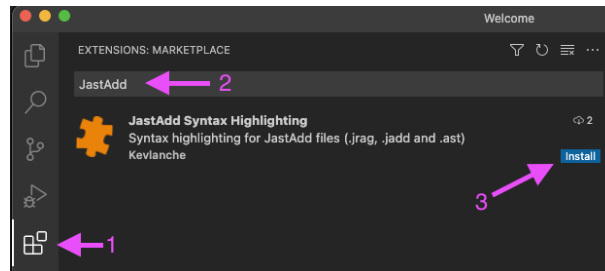 Welcome
EXTENSIONS: MARKETPLACE
JastAdd
2
JastAdd Syntax Highlighting
2
Syntax highlighting for JastAdd files (.jrag, .jadd and .ast)
Kevlanche
Install
3
1